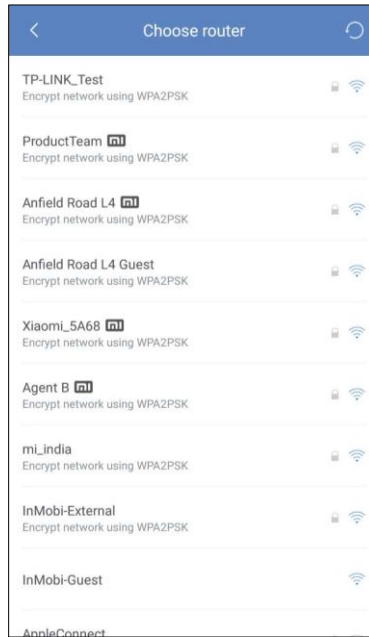 Choose router
TP-LINK_Test
Encrypt network using WPA2PSK
ProductTeam
Encrypt network using WPA2PSK
Anfield Road L4
Encrypt network using WPA2PSK
Anfield Road L4 Guest
Encrypt network using WPA2PSK
Xiaomi_5A68
Encrypt network using WPA2PSK
Agent B
Encrypt network using WPA2PSK
mi_india
Encrypt network using WPA2PSK
InMobi-External
Encrypt network using WPA2PSK
InMobi-Guest
AppleConnect